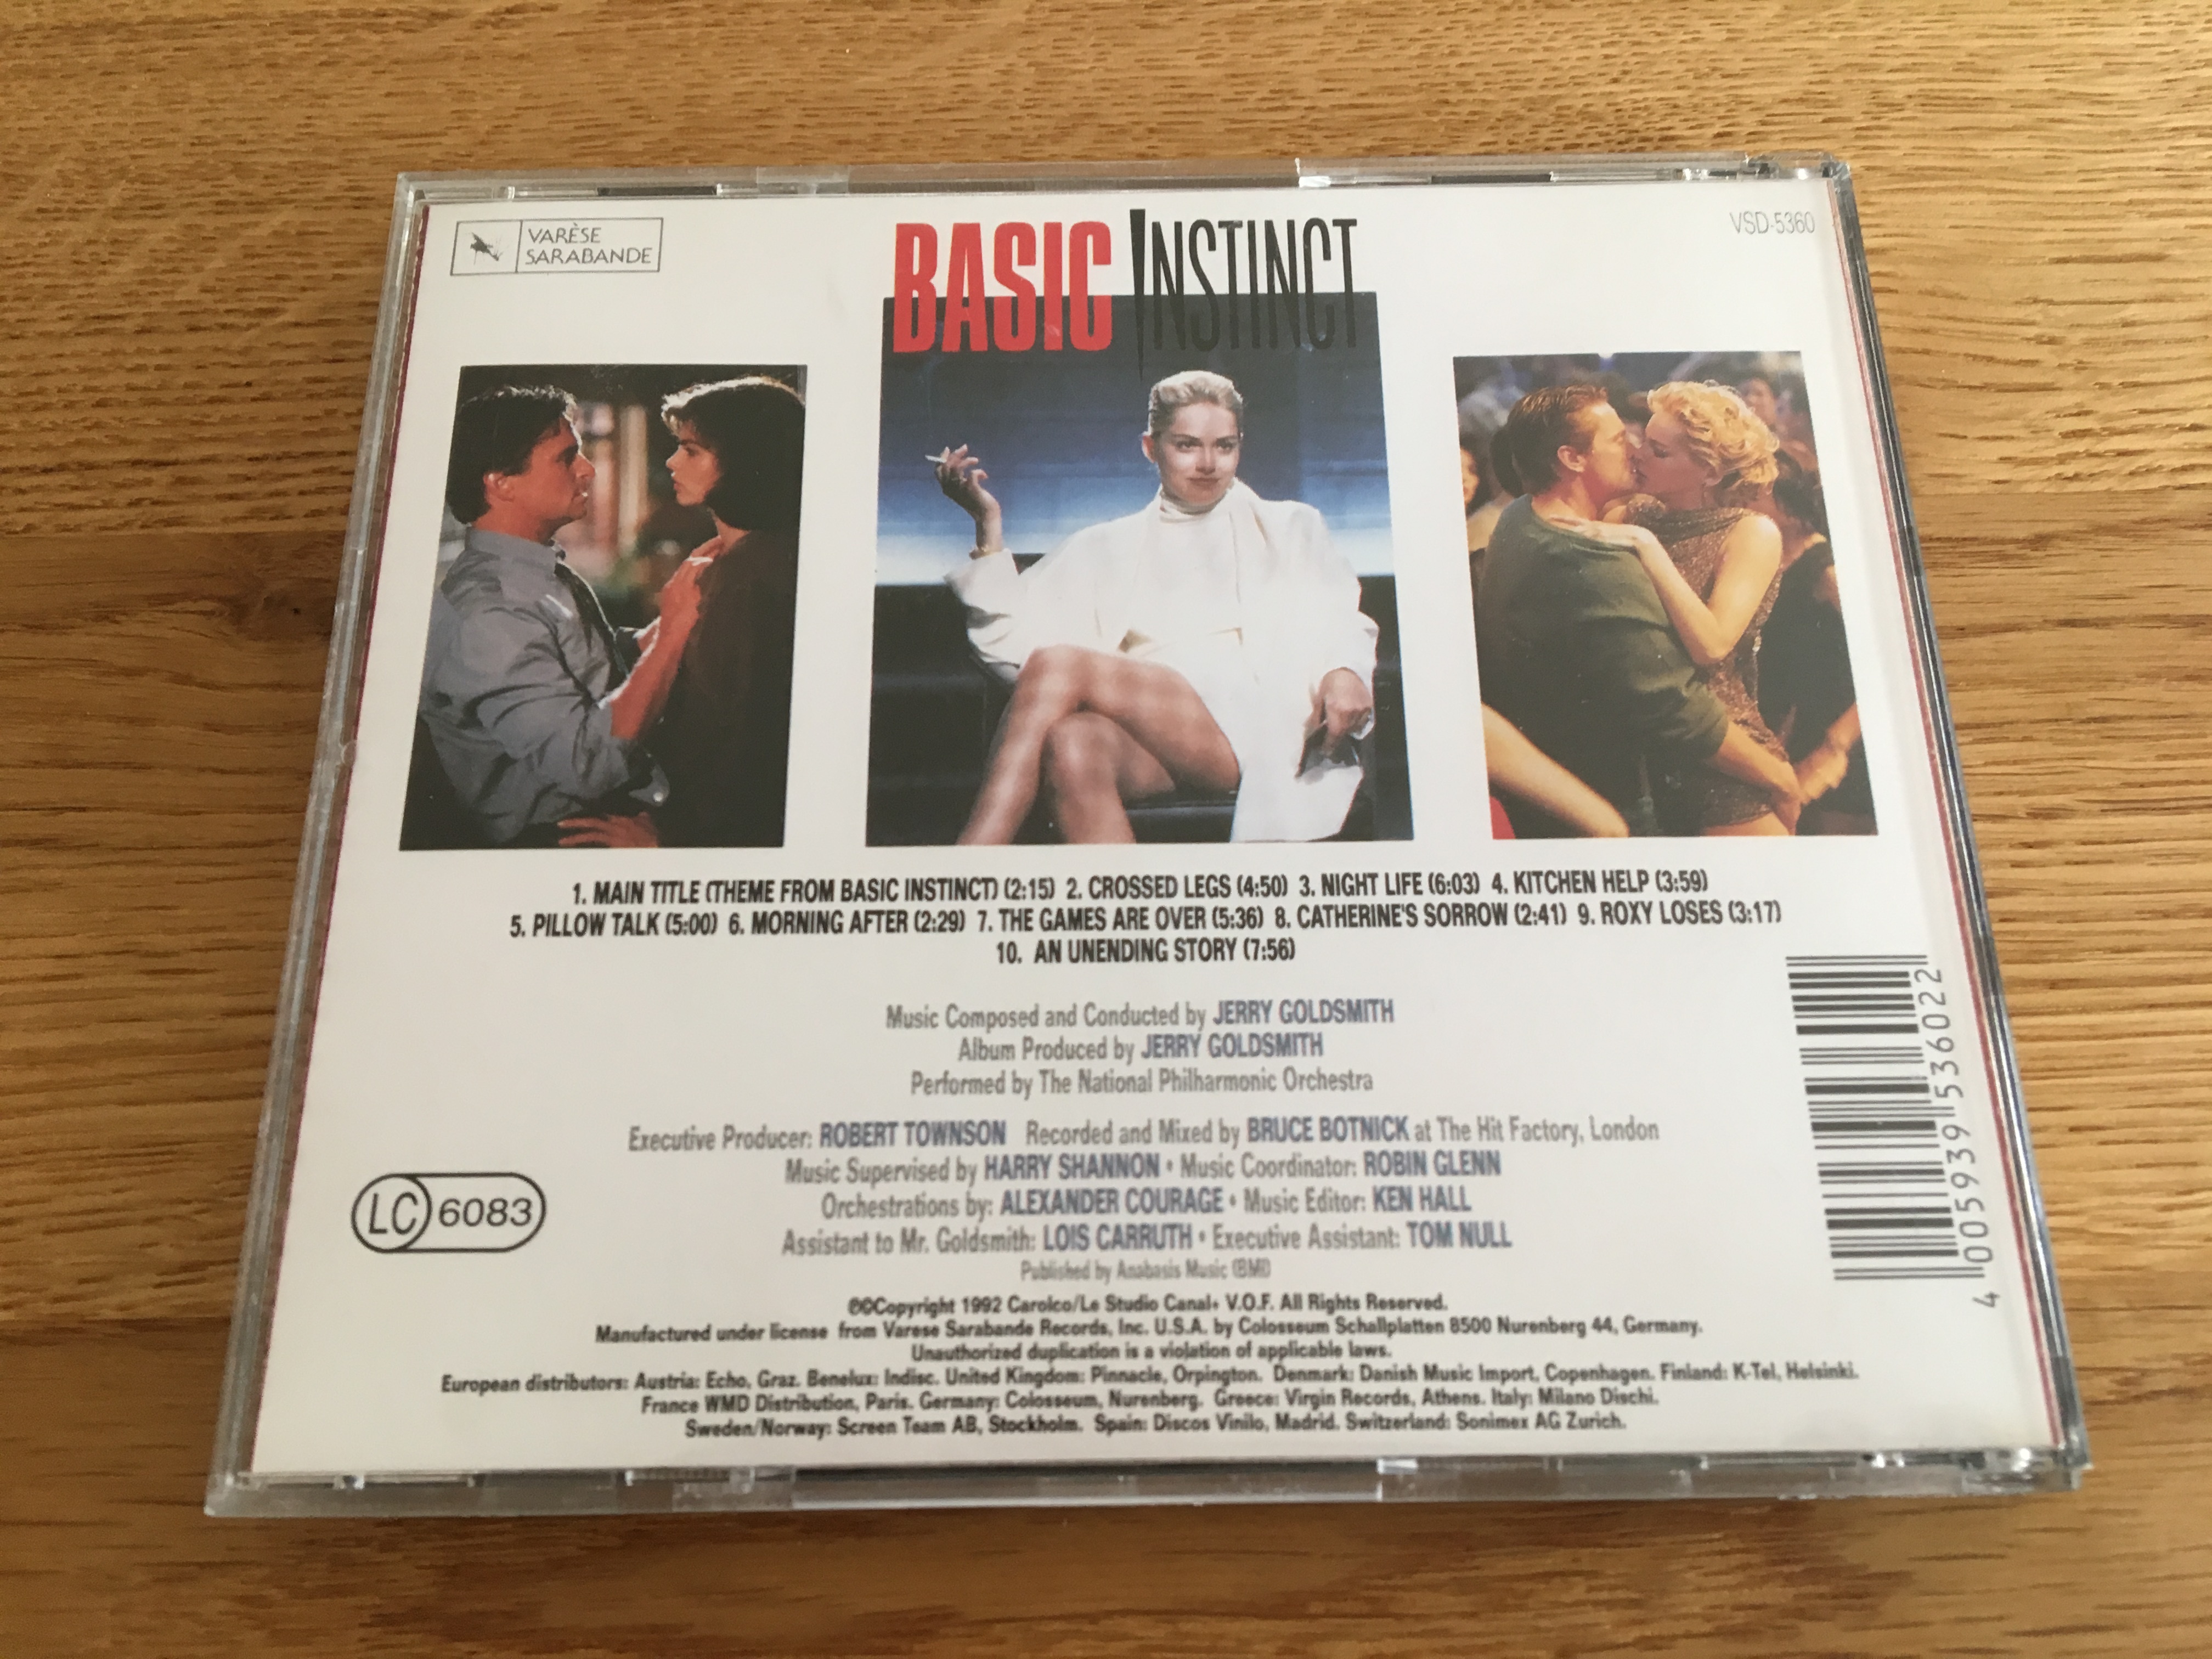 VARÈSE
SARABANDE
BASIC INSTINCT
VSD-5360
1. MAIN TITLE (THEME FROM BASIC INSTINCT) (2:15) 2. CROSSED LEGS (4:50) 3. NIGHT LIFE (6:03) 4. KITCHEN HELP (3:59)
5. PILLOW TALK (5:00) 6. MORNING AFTER (2:29) 7. THE GAMES ARE OVER (5:36) 8. CATHERINE'S SORROW (2:41) 9. ROXY LOSES (3:17)
10. AN UNENDING STORY (7:56)
Music Composed and Conducted by JERRY GOLDSMITH
Album Produced by JERRY GOLDSMITH
Performed by The National Philharmonic Orchestra
Executive Producer: ROBERT TOWNSON Recorded and Mixed by BRUCE BOTNICK at The Hit Factory, London
Music Supervised by HARRY SHANNON • Music Coordinator: ROBIN GLENN
Orchestrations by: ALEXANDER COURAGE • Music Editor: KEN HALL
Assistant to Mr. Goldsmith: LOIS CARRUTH • Executive Assistant: TOM NULL
Published by Anabasis Music (BMI)
℗©Copyright 1992 Carolco/Le Studio Canal+ V.O.F. All Rights Reserved.
Manufactured under license from Varese Sarabande Records, Inc. U.S.A. by Colosseum Schallplatten 8500 Nurenberg 44, Germany.
Unauthorized duplication is a violation of applicable laws.
European distributors: Austria: Echo, Graz. Benelux: Indisc. United Kingdom: Pinnacle, Orpington. Denmark: Danish Music Import, Copenhagen. Finland: K-Tel, Helsinki.
France WMD Distribution, Paris. Germany: Colosseum, Nurenberg. Greece: Virgin Records, Athens. Italy: Milano Dischi.
Sweden/Norway: Screen Team AB, Stockholm. Spain: Discos Vinilo, Madrid. Switzerland: Sonimex AG Zurich.
LC 6083
4 005939 536022